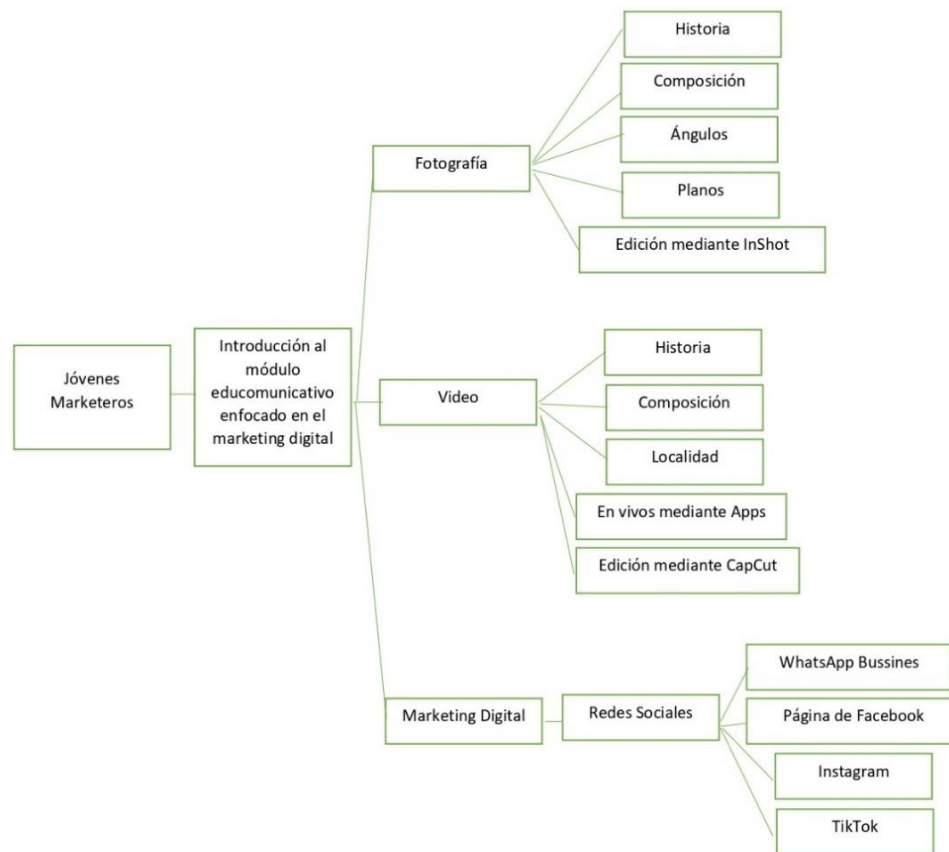 Jóvenes
Marketeros
Introducción al
módulo
educomunicativo
enfocado en el
marketing digital
Fotografía
Historia
Composición
Ángulos
Planos
Edición mediante InShot
Video
Historia
Composición
Localidad
En vivos mediante Apps
Edición mediante CapCut
Marketing Digital
Redes Sociales
WhatsApp Bussines
Página de Facebook
Instagram
TikTok